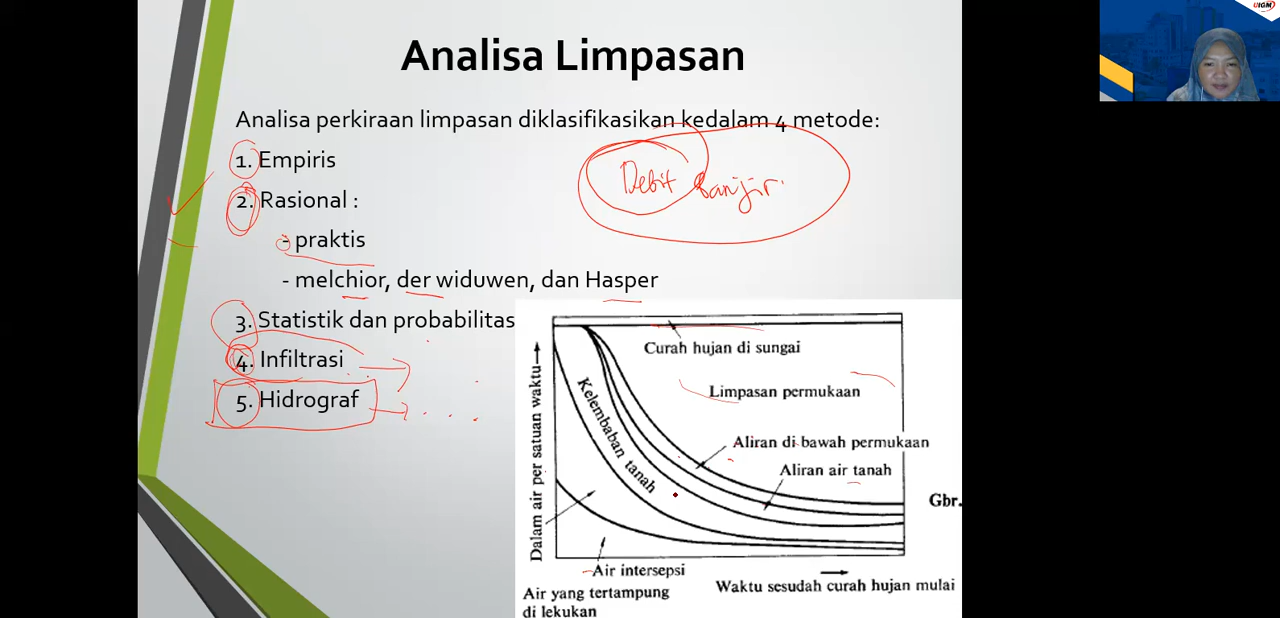 UIGM
Analisa Limpasan
Analisa perkiraan limpasan diklasifikasikan kedalam 4 metode:
1. Empiris
2. Rasional :
- praktis
- melchior, der widuwen, dan Hasper
3. Statistik dan probabilitas
4. Infiltrasi
5. Hidrograf
Debit Banjir
Curah hujan di sungai
Limpasan permukaan
Aliran di bawah permukaan
Aliran air tanah
Kelembaban tanah
Dalam air per satuan waktu
Gbr.
Air intersepsi
Air yang tertampung
di lekukan
Waktu sesudah curah hujan mulai